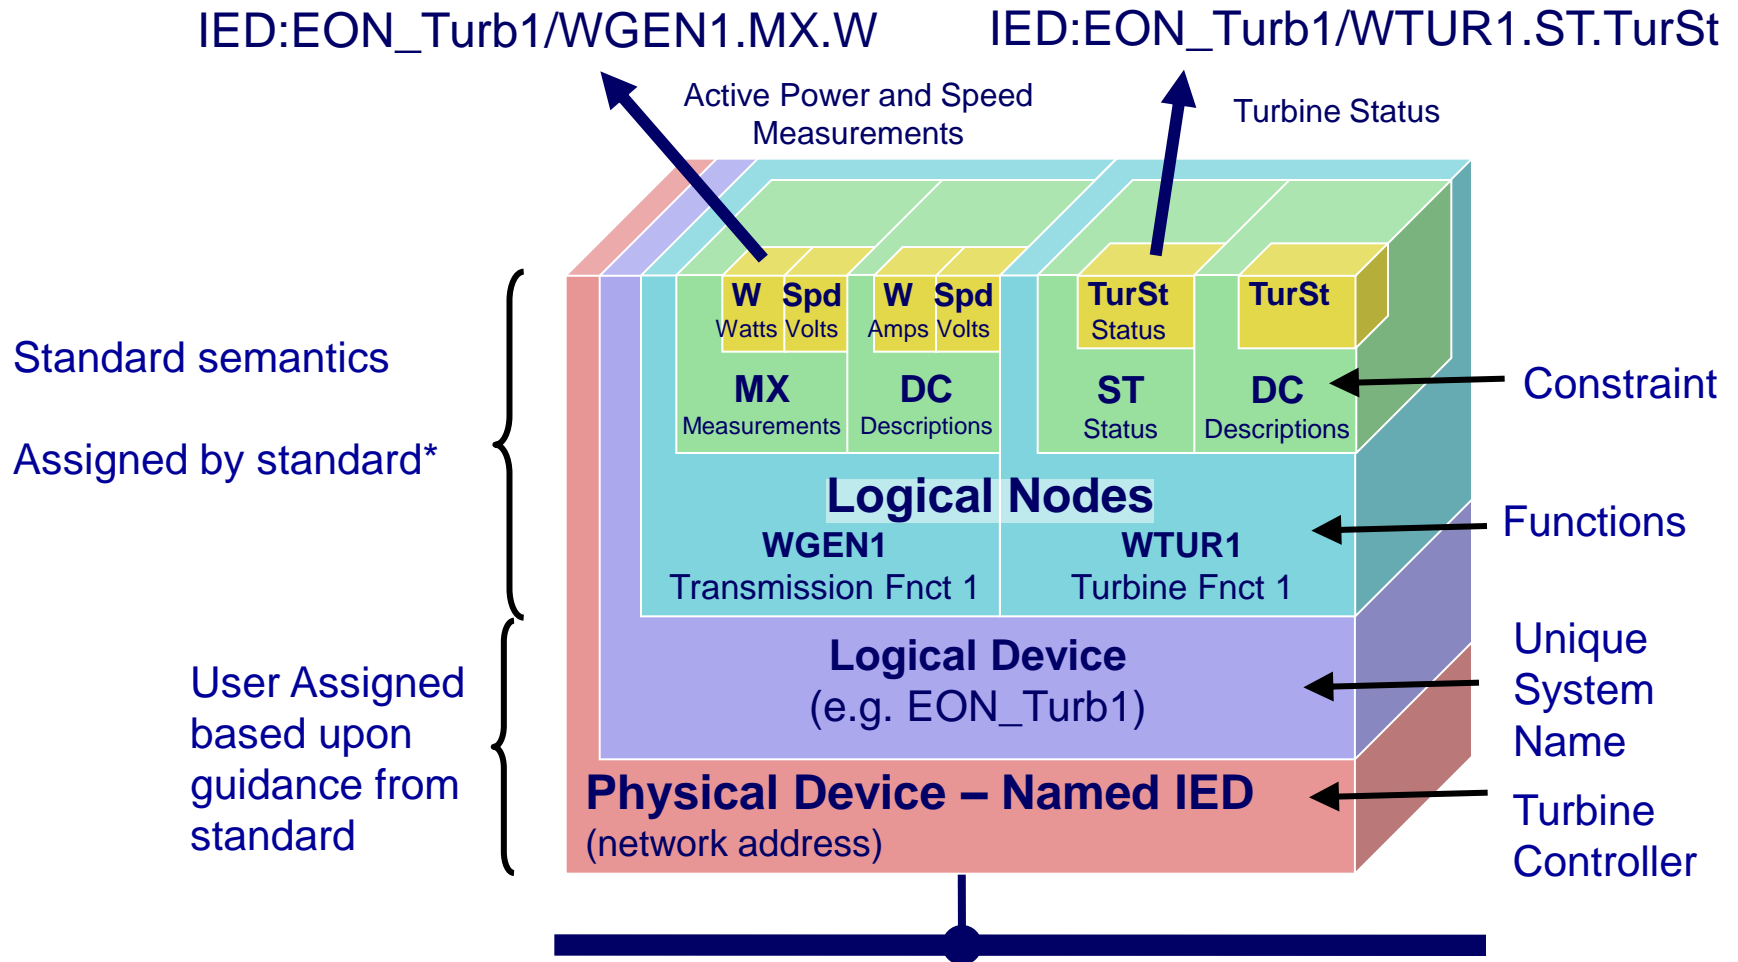 IED:EON_Turb1/WGEN1.MX.W
IED:EON_Turb1/WTUR1.ST.TurSt
Active Power and Speed
Measurements
Turbine Status
W
Watts
Spd
Volts
W
Amps
Spd
Volts
TurSt
Status
TurSt
MX
Measurements
DC
Descriptions
ST
Status
DC
Descriptions
Constraint
Standard semantics
Assigned by standard*
Logical Nodes
WGEN1
Transmission Fnct 1
WTUR1
Turbine Fnct 1
Functions
Logical Device
(e.g. EON_Turb1)
Unique
System
Name
User Assigned
based upon
guidance from
standard
Physical Device – Named IED
(network address)
Turbine
Controller